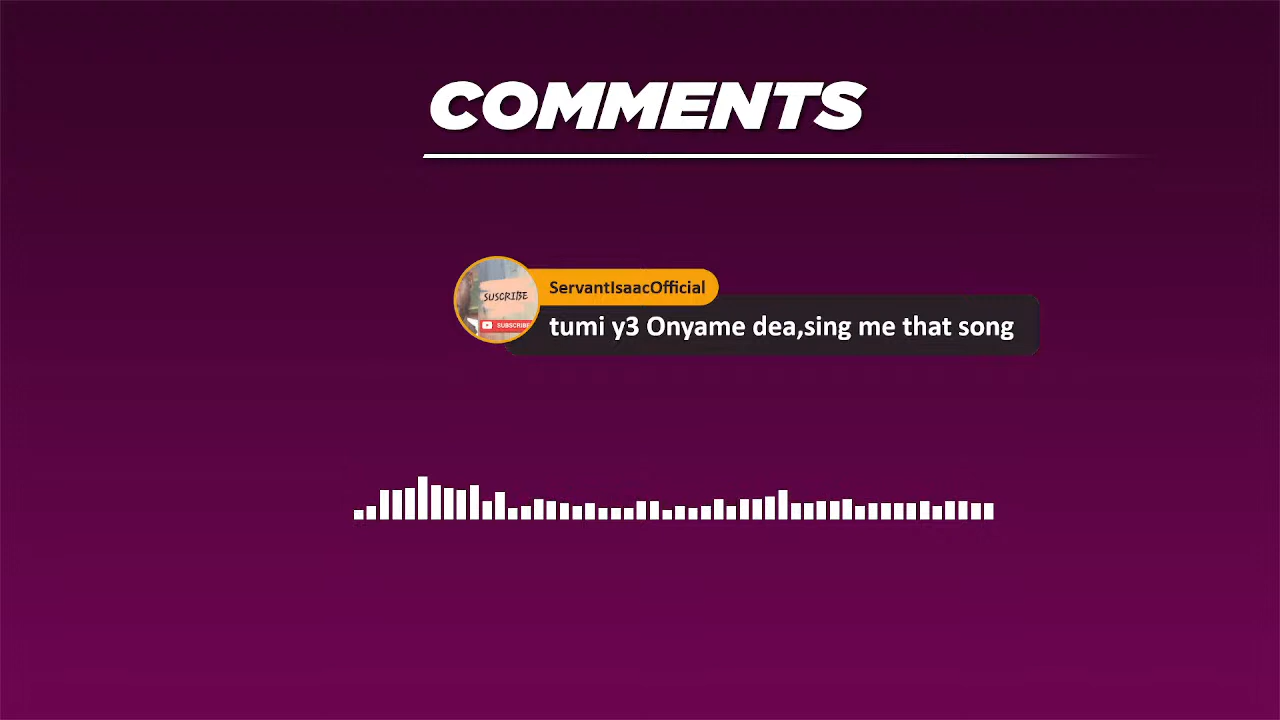 COMMENTS
ServantIsaacOfficial
SUSCRIBE
SUBSCRIBE
tumi y3 Onyame dea,sing me that song